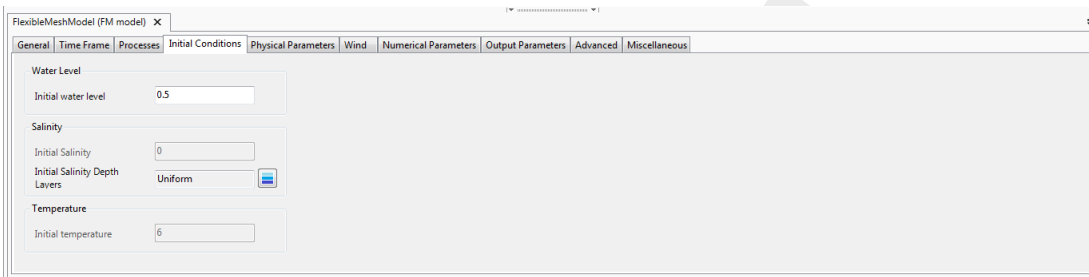 FlexibleMeshModel (FM model)
General Time Frame Processes Initial Conditions Physical Parameters Wind Numerical Parameters Output Parameters Advanced Miscellaneous
Water Level
Initial water level 0.5
Salinity
Initial Salinity 0
Initial Salinity Depth
Layers Uniform
Temperature
Initial temperature 6